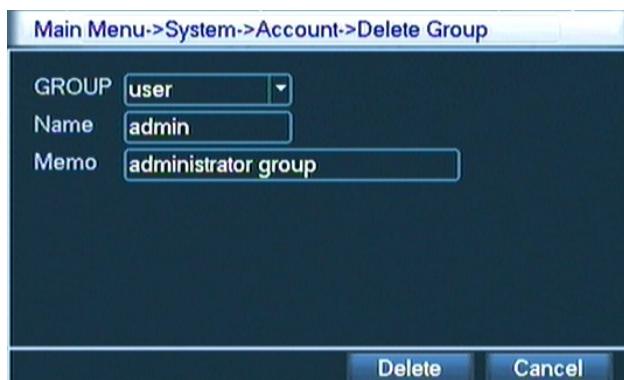 Main Menu->System->Account->Delete Group
GROUP user
Name admin
Memo administrator group
Delete Cancel